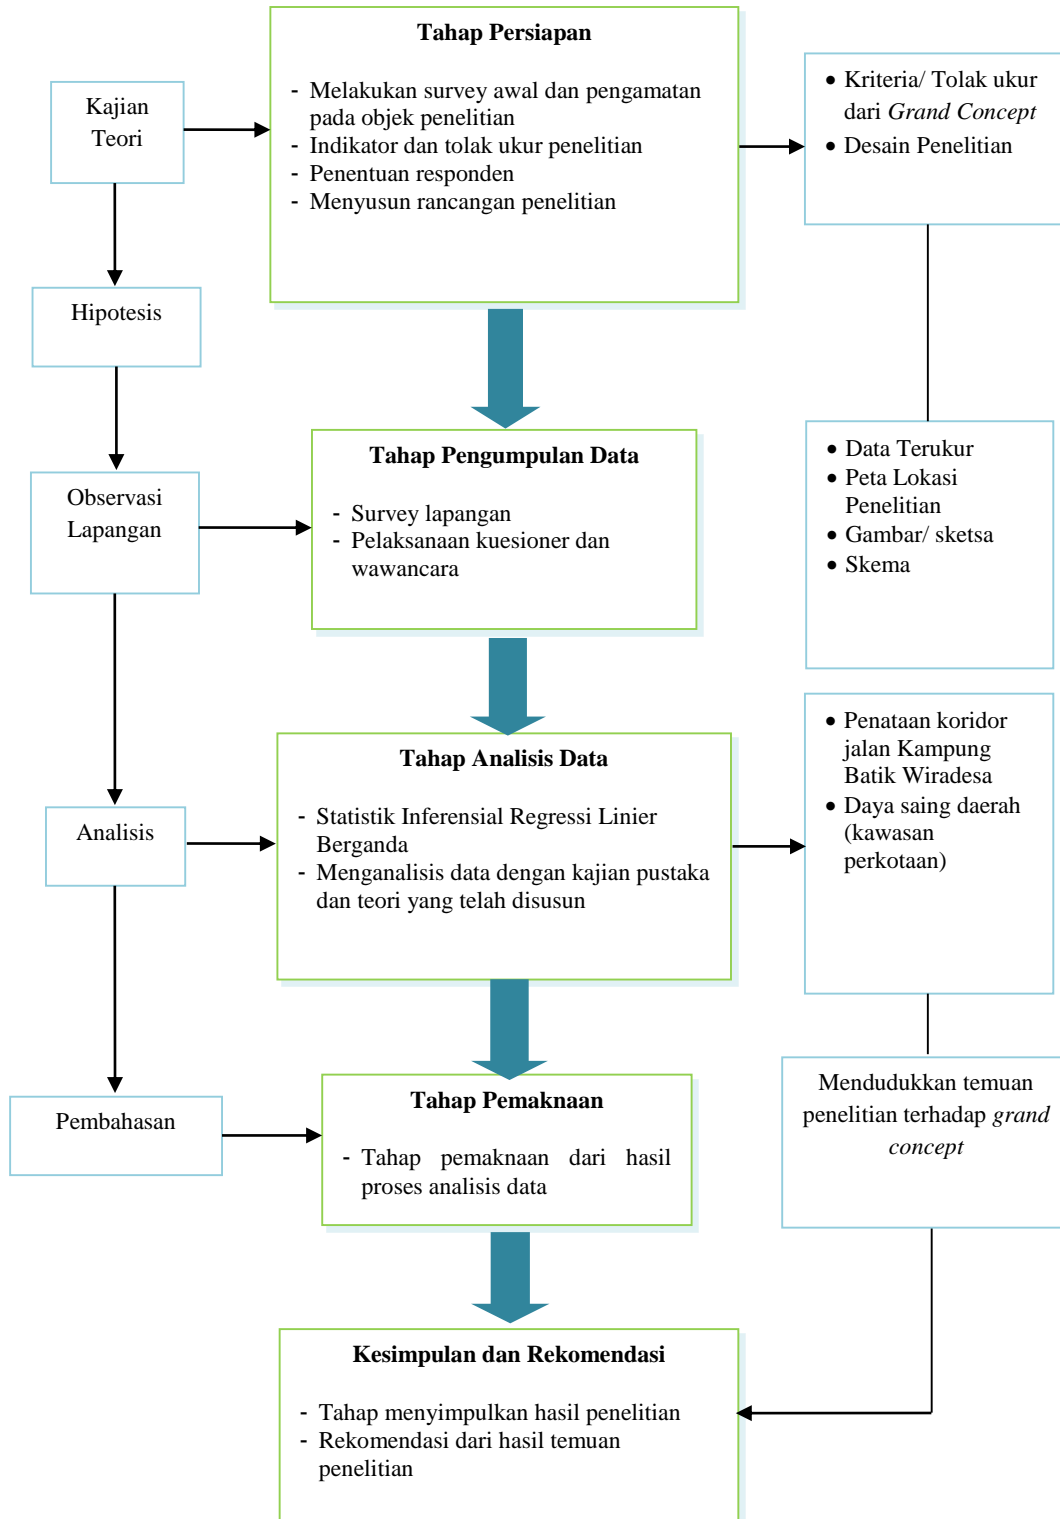 Tahap Persiapan
- Melakukan survey awal dan pengamatan
pada objek penelitian
- Indikator dan tolak ukur penelitian
- Penentuan responden
- Menyusun rancangan penelitian
Kajian
Teori
• Kriteria/ Tolak ukur
dari Grand Concept
• Desain Penelitian
Hipotesis
Tahap Pengumpulan Data
- Survey lapangan
- Pelaksanaan kuesioner dan
wawancara
Observasi
Lapangan
• Data Terukur
• Peta Lokasi
Penelitian
• Gambar/ sketsa
• Skema
Tahap Analisis Data
- Statistik Inferensial Regressi Linier
Berganda
- Menganalisis data dengan kajian pustaka
dan teori yang telah disusun
Analisis
• Penataan koridor
jalan Kampung
Batik Wiradesa
• Daya saing daerah
(kawasan
perkotaan)
Pembahasan
Tahap Pemaknaan
- Tahap pemaknaan dari hasil
proses analisis data
Mendudukkan temuan
penelitian terhadap grand
concept
Kesimpulan dan Rekomendasi
- Tahap menyimpulkan hasil penelitian
- Rekomendasi dari hasil temuan
penelitian